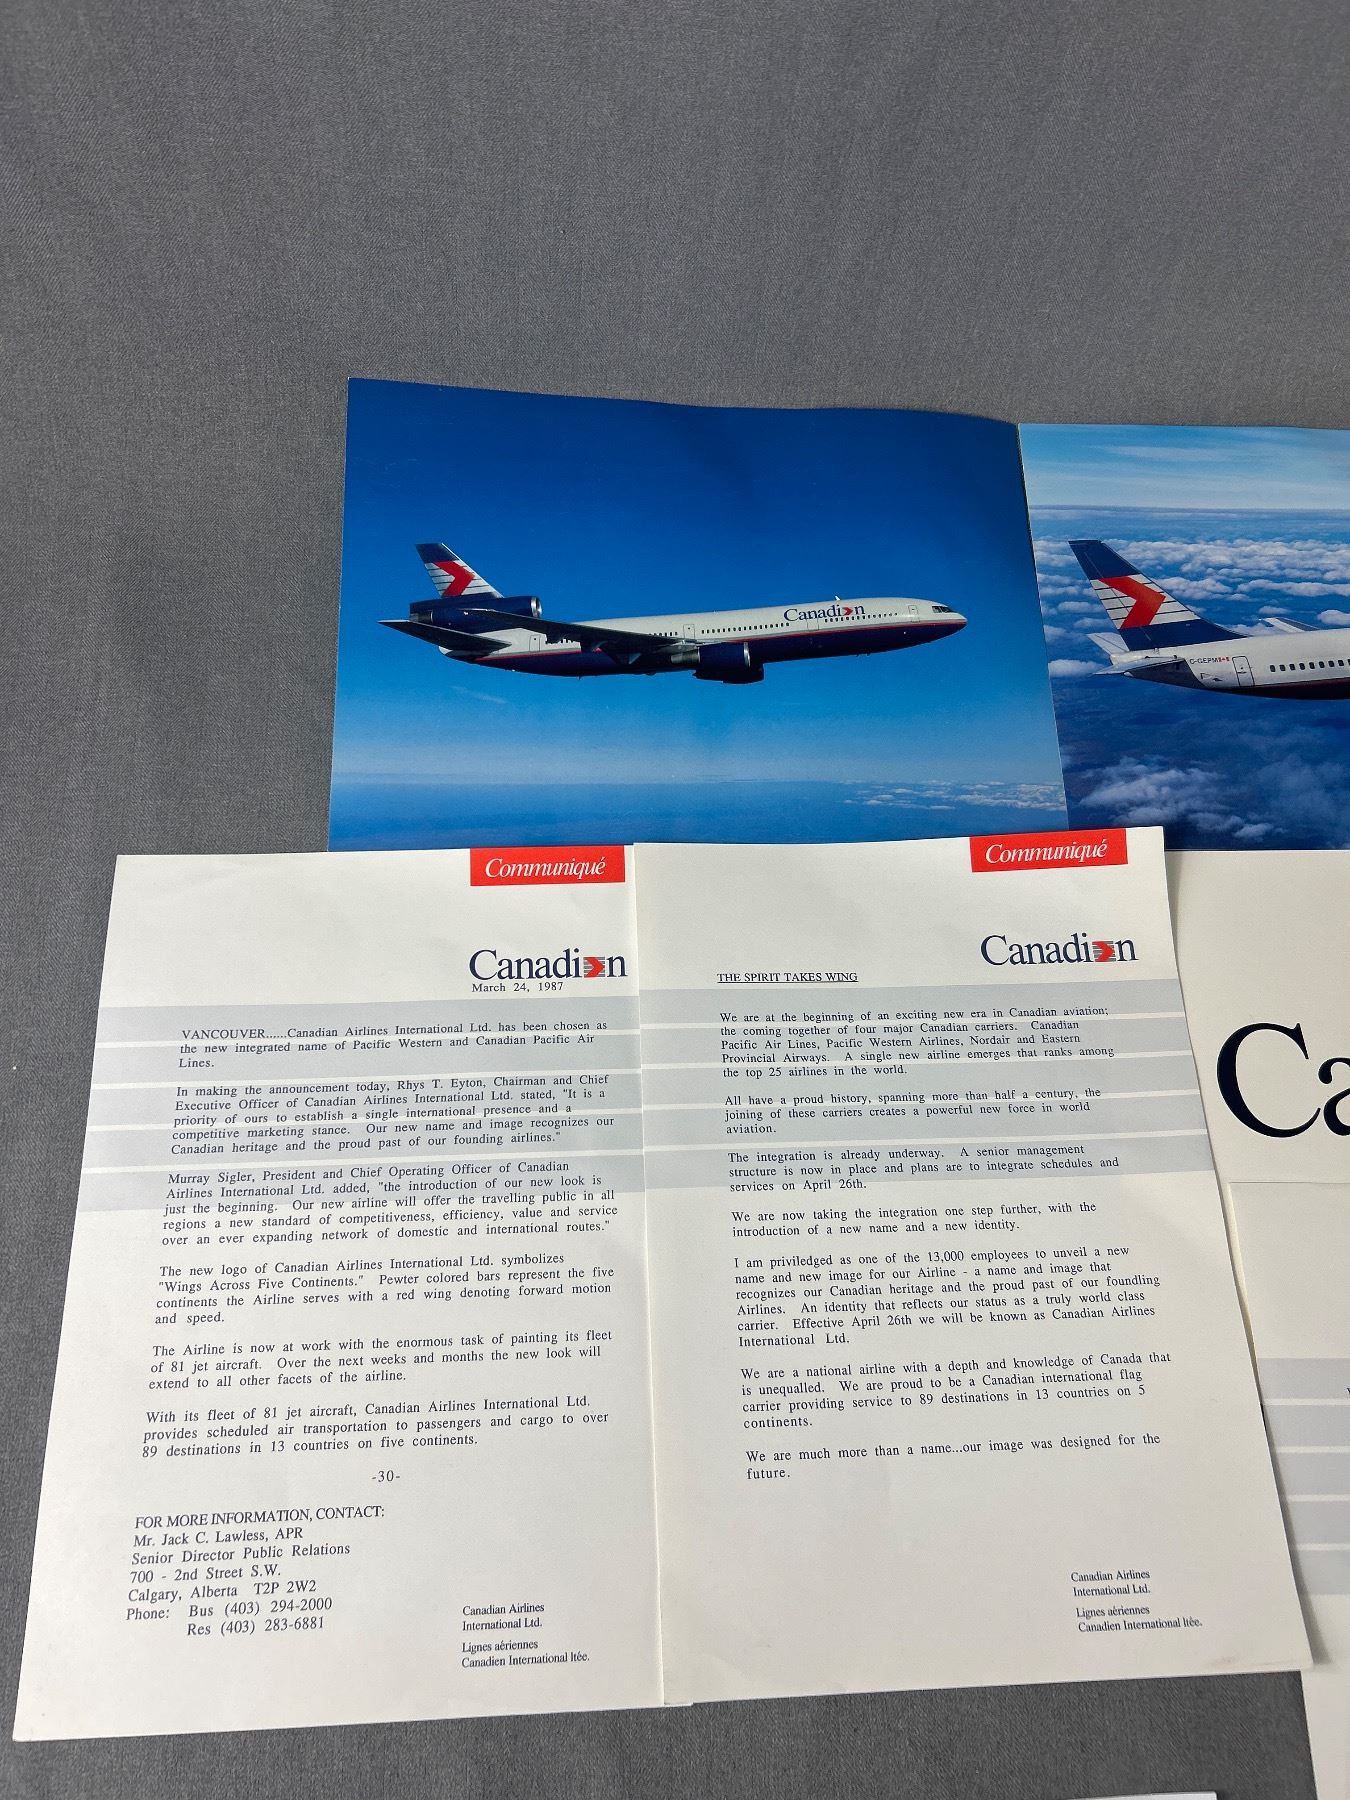 Canadian
C-GEPM
Communiqué
Canadian
March 24, 1987
VANCOUVER......Canadian Airlines International Ltd. has been chosen as
the new integrated name of Pacific Western and Canadian Pacific Air
Lines.
In making the announcement today, Rhys T. Eyton, Chairman and Chief
Executive Officer of Canadian Airlines International Ltd. stated, "It is a
priority of ours to establish a single international presence and a
competitive marketing stance. Our new name and image recognizes our
Canadian heritage and the proud past of our founding airlines."
Murray Sigler, President and Chief Operating Officer of Canadian
Airlines International Ltd. added, "the introduction of our new look is
just the beginning. Our new airline will offer the travelling public in all
regions a new standard of competitiveness, efficiency, value and service
over an ever expanding network of domestic and international routes."
The new logo of Canadian Airlines International Ltd. symbolizes
"Wings Across Five Continents." Pewter colored bars represent the five
continents the Airline serves with a red wing denoting forward motion
and speed.
The Airline is now at work with the enormous task of painting its fleet
of 81 jet aircraft. Over the next weeks and months the new look will
extend to all other facets of the airline.
With its fleet of 81 jet aircraft, Canadian Airlines International Ltd.
provides scheduled air transportation to passengers and cargo to over
89 destinations in 13 countries on five continents.
-30-
FOR MORE INFORMATION, CONTACT:
Mr. Jack C. Lawless, APR
Senior Director Public Relations
700 - 2nd Street S.W.
Calgary, Alberta T2P 2W2
Phone: Bus (403) 294-2000
Res (403) 283-6881
Canadian Airlines
International Ltd.
Lignes aériennes
Canadien International ltée.
Communiqué
Canadian
THE SPIRIT TAKES WING
We are at the beginning of an exciting new era in Canadian aviation;
the coming together of four major Canadian carriers. Canadian
Pacific Air Lines, Pacific Western Airlines, Nordair and Eastern
Provincial Airways. A single new airline emerges that ranks among
the top 25 airlines in the world.
All have a proud history, spanning more than half a century, the
joining of these carriers creates a powerful new force in world
aviation.
The integration is already underway. A senior management
structure is now in place and plans are to integrate schedules and
services on April 26th.
We are now taking the integration one step further, with the
introduction of a new name and a new identity.
I am priviledged as one of the 13,000 employees to unveil a new
name and new image for our Airline - a name and image that
recognizes our Canadian heritage and the proud past of our foundling
Airlines. An identity that reflects our status as a truly world class
carrier. Effective April 26th we will be known as Canadian Airlines
International Ltd.
We are a national airline with a depth and knowledge of Canada that
is unequalled. We are proud to be a Canadian international flag
carrier providing service to 89 destinations in 13 countries on 5
continents.
We are much more than a name...our image was designed for the
future.
Canadian Airlines
International Ltd.
Lignes aériennes
Canadien International ltée.
Ca